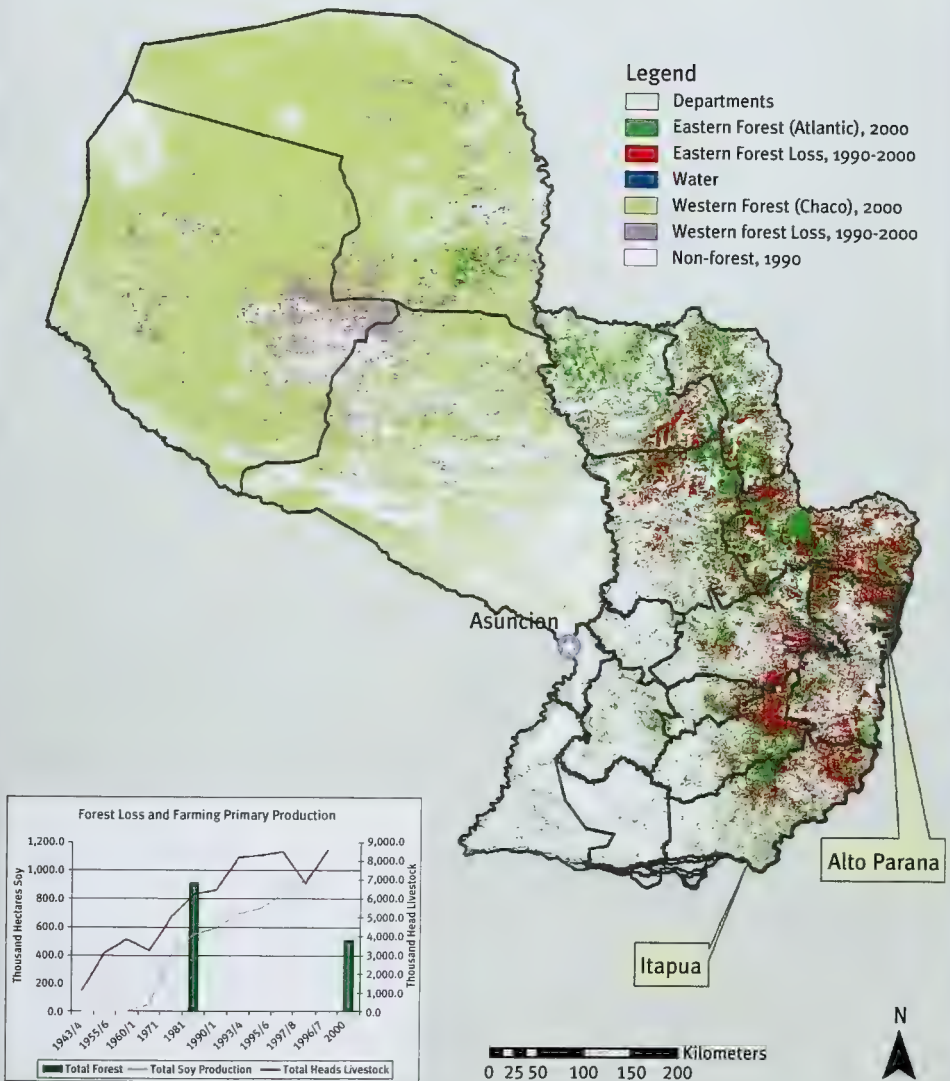 Legend
Departments
Eastern Forest (Atlantic), 2000
Eastern Forest Loss, 1990-2000
Water
Western Forest (Chaco), 2000
Western forest Loss, 1990-2000
Non-forest, 1990
Asuncion
Alto Parana
Itapua
N
Kilometers
0 25 50 100 150 200
Forest Loss and Farming Primary Production
Thousand Hectares Soy
1,200.0
1,000.0
800.0
600.0
400.0
200.0
0.0
9,000.0
8,000.0
7,000.0
6,000.0
5,000.0
4,000.0
3,000.0
2,000.0
1,000.0
0.0
Thousand Head Livestock
1943/4
1955/6
1960/1
1971
1981
1990/1
1993/4
1995/6
1997/8
1996/7
2000
Total Forest
Total Soy Production
Total Heads Livestock